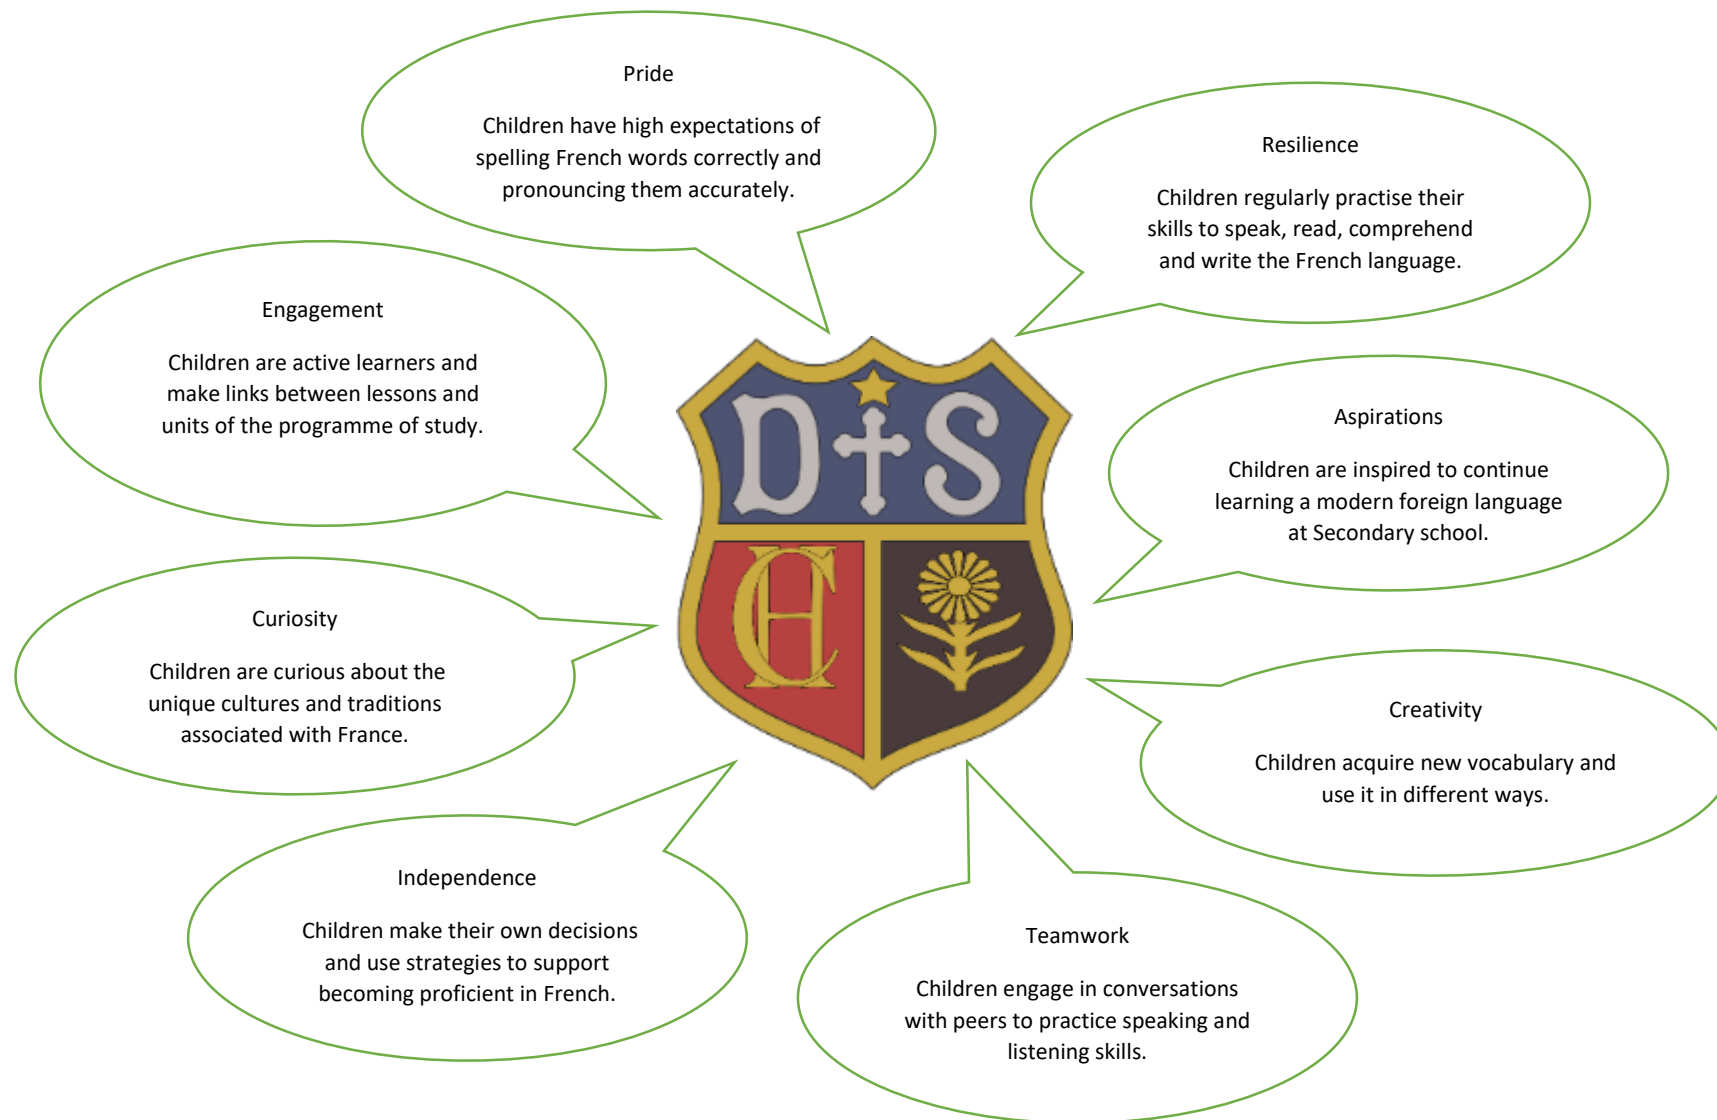 Pride
Children have high expectations of
spelling French words correctly and
pronouncing them accurately.
Resilience
Children regularly practise their
skills to speak, read, comprehend
and write the French language.
Engagement
Children are active learners and
make links between lessons and
units of the programme of study.
Aspirations
Children are inspired to continue
learning a modern foreign language
at Secondary school.
D S
CH
Curiosity
Children are curious about the
unique cultures and traditions
associated with France.
Creativity
Children acquire new vocabulary and
use it in different ways.
Independence
Children make their own decisions
and use strategies to support
becoming proficient in French.
Teamwork
Children engage in conversations
with peers to practice speaking and
listening skills.